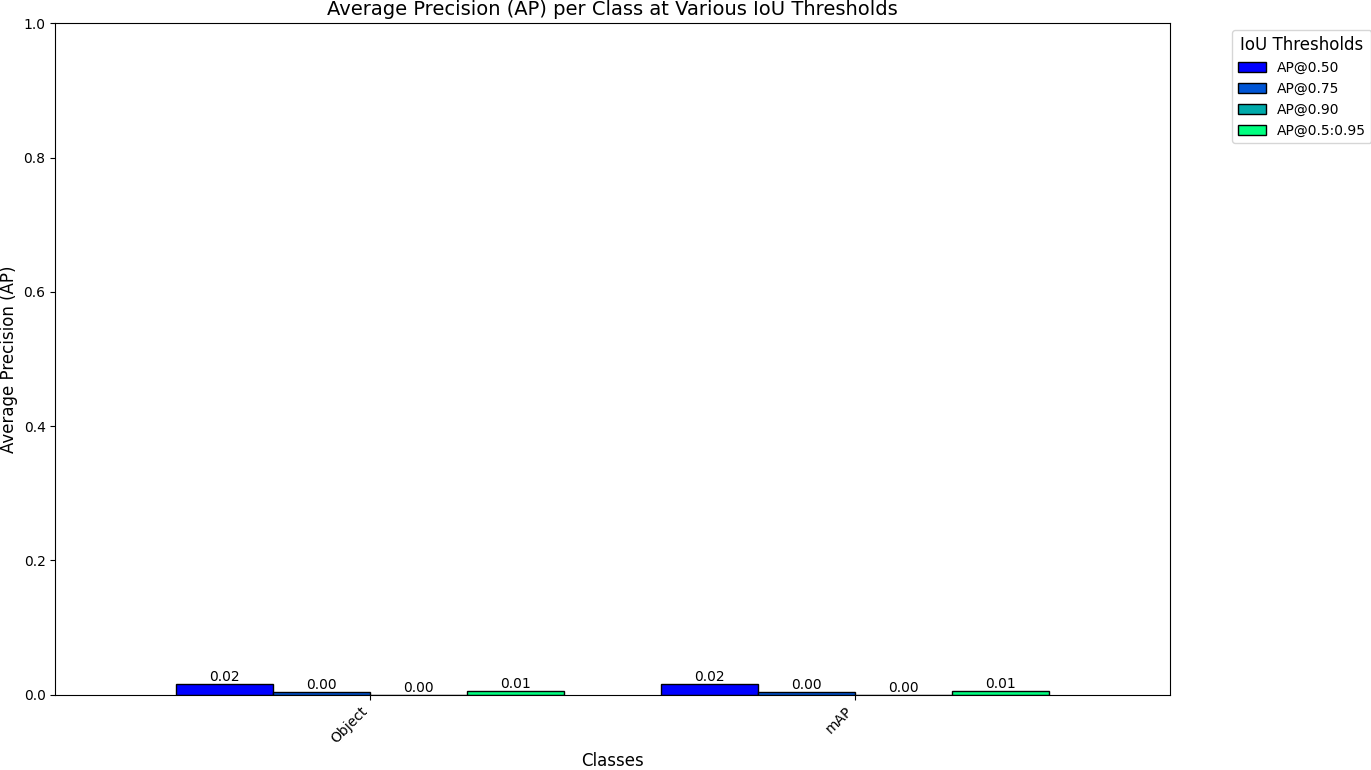 Average Precision (AP) per Class at Various IoU Thresholds
IoU Thresholds
AP@0.50
AP@0.75
AP@0.90
AP@0.5:0.95
Average Precision (AP)
1.0
0.8
0.6
0.4
0.2
0.0
0.02
0.00
0.00
0.01
0.02
0.00
0.00
0.01
Object
mAP
Classes